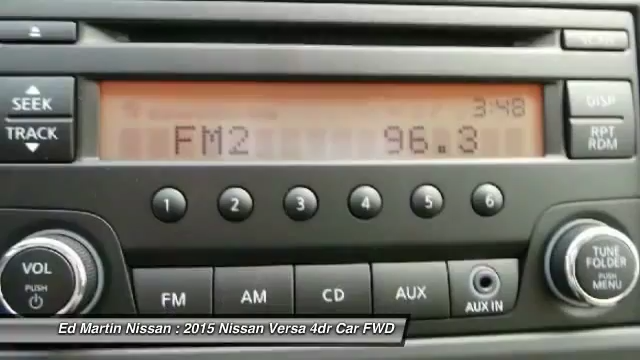 SEEK
TRACK
3:48
FM2 96.3
DISP
RPT
RDM
1 2 3 4 5 6
VOL
PUSH
FM AM CD AUX
AUX IN
TUNE
FOLDER
PUSH
MENU
Ed Martin Nissan : 2015 Nissan Versa 4dr Car FWD